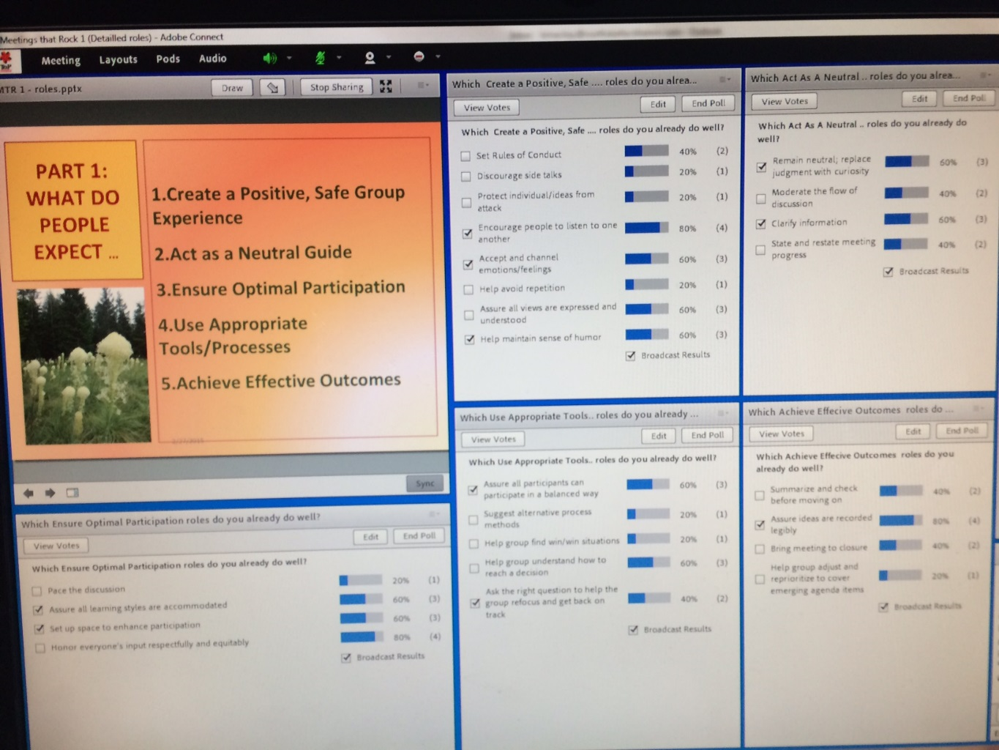 Meetings that Rock 1 (Detailled roles) - Adobe Connect
Meeting Layouts Pods Audio
MTR 1 - roles.pptx
Draw
Stop Sharing
PART 1:
WHAT DO
PEOPLE
EXPECT ...
1.Create a Positive, Safe Group
Experience
2.Act as a Neutral Guide
3.Ensure Optimal Participation
4.Use Appropriate
Tools/Processes
5.Achieve Effective Outcomes
Sync
Which Create a Positive, Safe .... roles do you alrea...
View Votes Edit End Poll
Which Create a Positive, Safe .... roles do you already do well?
Set Rules of Conduct 40% (2)
Discourage side talks 20% (1)
Protect individual/ideas from
attack 20% (1)
Encourage people to listen to one
another 80% (4)
Accept and channel
emotions/feelings 60% (3)
Help avoid repetition 20% (1)
Assure all views are expressed and
understood 60% (3)
Help maintain sense of humor 60% (3)
Broadcast Results
Which Act As A Neutral .. roles do you alrea...
View Votes Edit End Poll
Which Act As A Neutral .. roles do you already do
well?
Remain neutral; replace
judgment with curiosity 60% (3)
Moderate the flow of
discussion 40% (2)
Clarify information 60% (3)
State and restate meeting
progress 40% (2)
Broadcast Results
Which Ensure Optimal Participation roles do you already do well?
View Votes Edit End Poll
Which Ensure Optimal Participation roles do you already do well?
Pace the discussion 20% (1)
Assure all learning styles are accommodated 60% (3)
Set up space to enhance participation 60% (3)
Honor everyone's input respectfully and equitably 80% (4)
Broadcast Results
Which Use Appropriate Tools.. roles do you already ...
View Votes Edit End Poll
Which Use Appropriate Tools.. roles do you already do well?
Assure all participants can
participate in a balanced way 60% (3)
Suggest alternative process
methods 20% (1)
Help group find win/win situations 20% (1)
Help group understand how to
reach a decision 60% (3)
Ask the right question to help the
group refocus and get back on
track 40% (2)
Broadcast Results
Which Achieve Effecive Outcomes roles do ...
View Votes Edit End Poll
Which Achieve Effecive Outcomes roles do you
already do well?
Summarize and check
before moving on 40% (2)
Assure ideas are recorded
legibly 80% (4)
Bring meeting to closure 40% (2)
Help group adjust and
reprioritize to cover
emerging agenda items 20% (1)
Broadcast Results